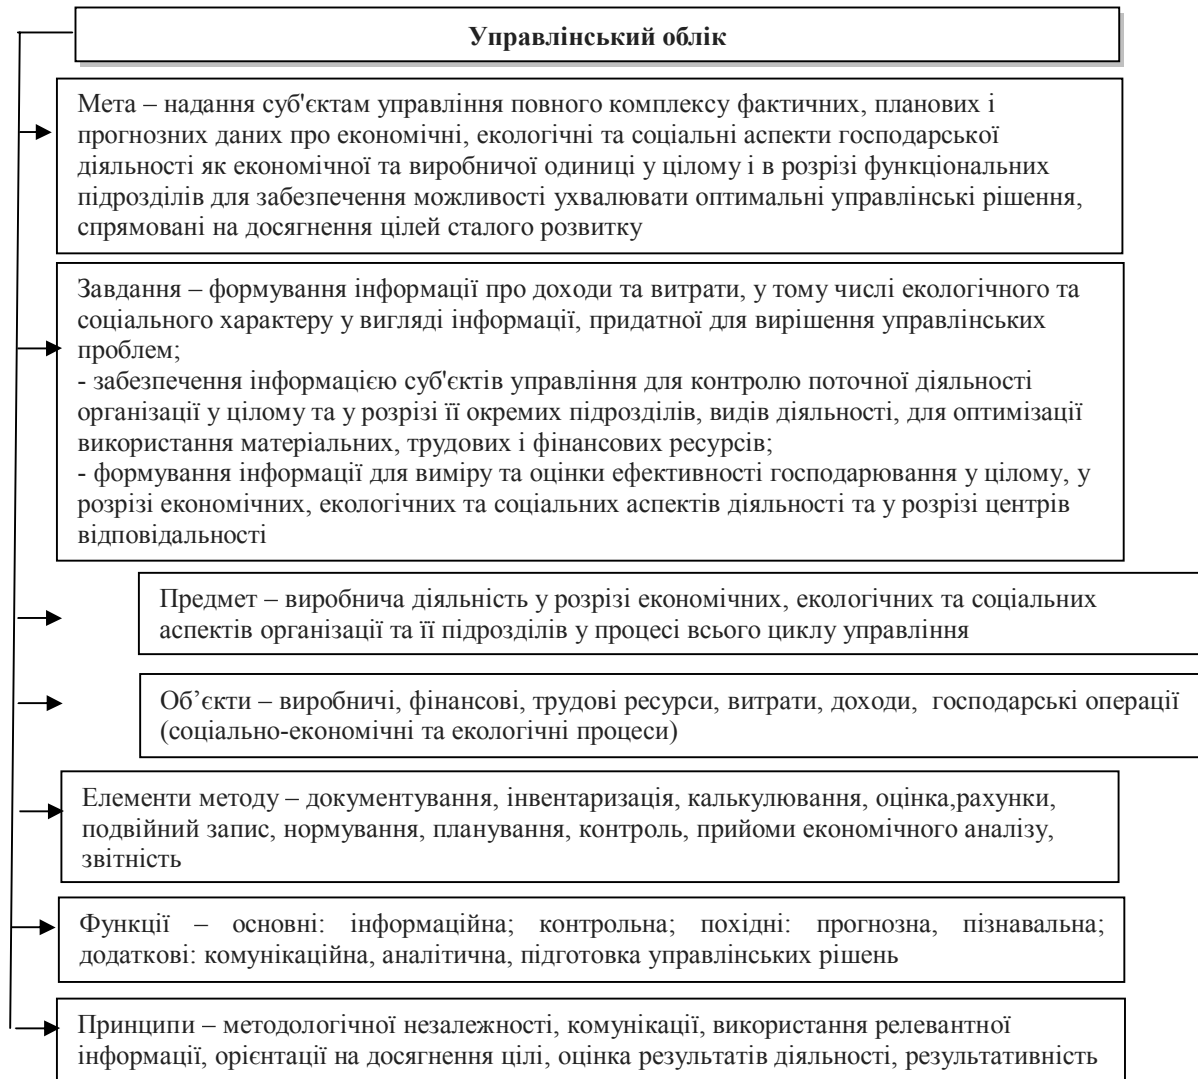 Управлінський облік
Мета – надання суб'єктам управління повного комплексу фактичних, планових і
прогнозних даних про економічні, екологічні та соціальні аспекти господарської
діяльності як економічної та виробничої одиниці у цілому і в розрізі функціональних
підрозділів для забезпечення можливості ухвалювати оптимальні управлінські рішення,
спрямовані на досягнення цілей сталого розвитку
Завдання – формування інформації про доходи та витрати, у тому числі екологічного та
соціального характеру у вигляді інформації, придатної для вирішення управлінських
проблем;
- забезпечення інформацією суб'єктів управління для контролю поточної діяльності
організації у цілому та у розрізі її окремих підрозділів, видів діяльності, для оптимізації
використання матеріальних, трудових і фінансових ресурсів;
- формування інформації для виміру та оцінки ефективності господарювання у цілому, у
розрізі економічних, екологічних та соціальних аспектів діяльності та у розрізі центрів
відповідальності
Предмет – виробнича діяльність у розрізі економічних, екологічних та соціальних
аспектів організації та її підрозділів у процесі всього циклу управління
Об’єкти – виробничі, фінансові, трудові ресурси, витрати, доходи, господарські операції
(соціально-економічні та екологічні процеси)
Елементи методу – документування, інвентаризація, калькулювання, оцінка,рахунки,
подвійний запис, нормування, планування, контроль, прийоми економічного аналізу,
звітність
Функції – основні: інформаційна; контрольна; похідні: прогнозна, пізнавальна;
додаткові: комунікаційна, аналітична, підготовка управлінських рішень
Принципи – методологічної незалежності, комунікації, використання релевантної
інформації, орієнтації на досягнення цілі, оцінка результатів діяльності, результативність